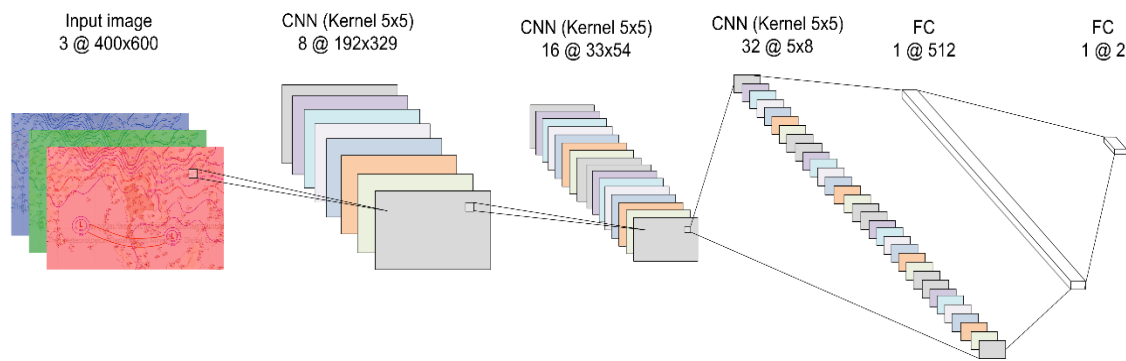 Input image
3 @ 400x600
CNN (Kernel 5x5)
8 @ 192x329
CNN (Kernel 5x5)
16 @ 33x54
CNN (Kernel 5x5)
32 @ 5x8
FC
1 @ 512
FC
1 @ 2
L